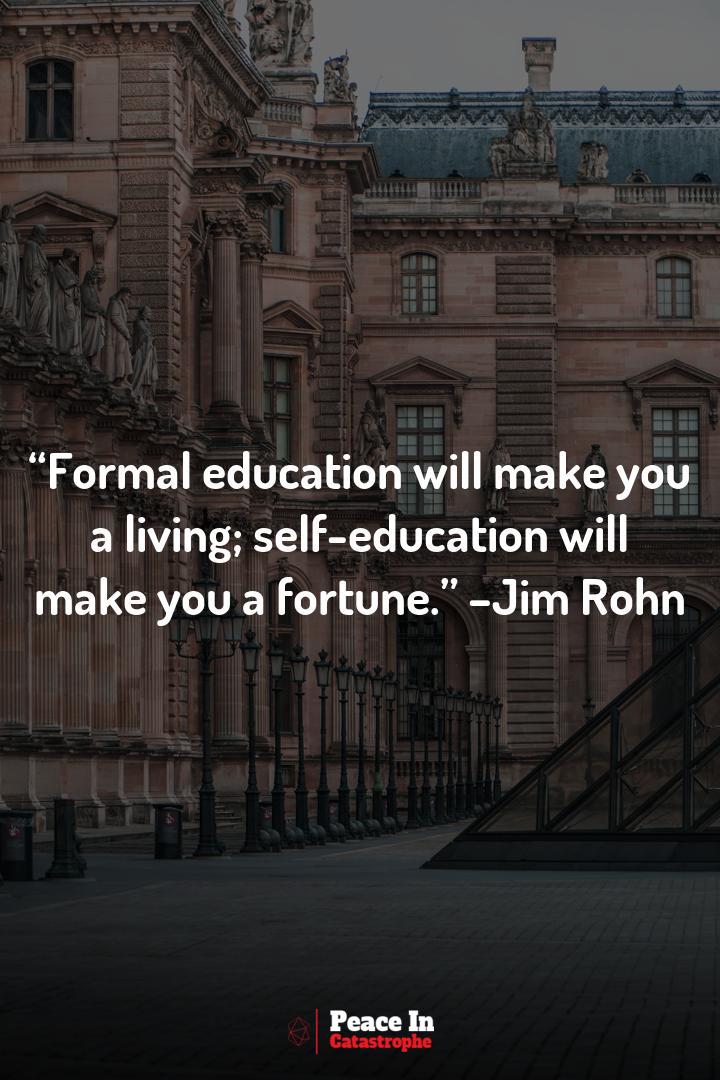 “Formal education will make you
a living; self-education will
make you a fortune.” –Jim Rohn
Peace In
Catastrophe